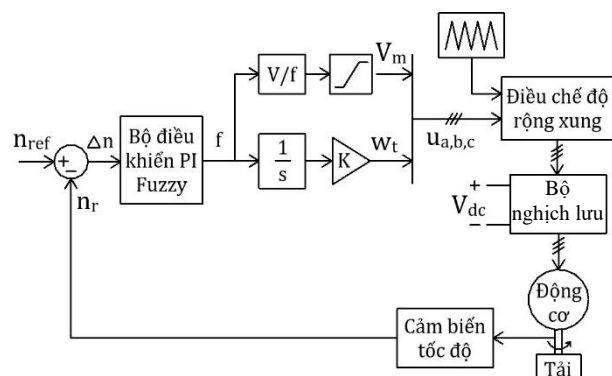 V/f
V_m
Điều chế độ
rộng xung
n_ref
+
−
Δn
Bộ điều
khiển PI
Fuzzy
f
1
s
K
w_t
u_a,b,c
n_r
V_dc
+
−
Bộ
nghịch lưu
Động
cơ
Cảm biến
tốc độ
Tải